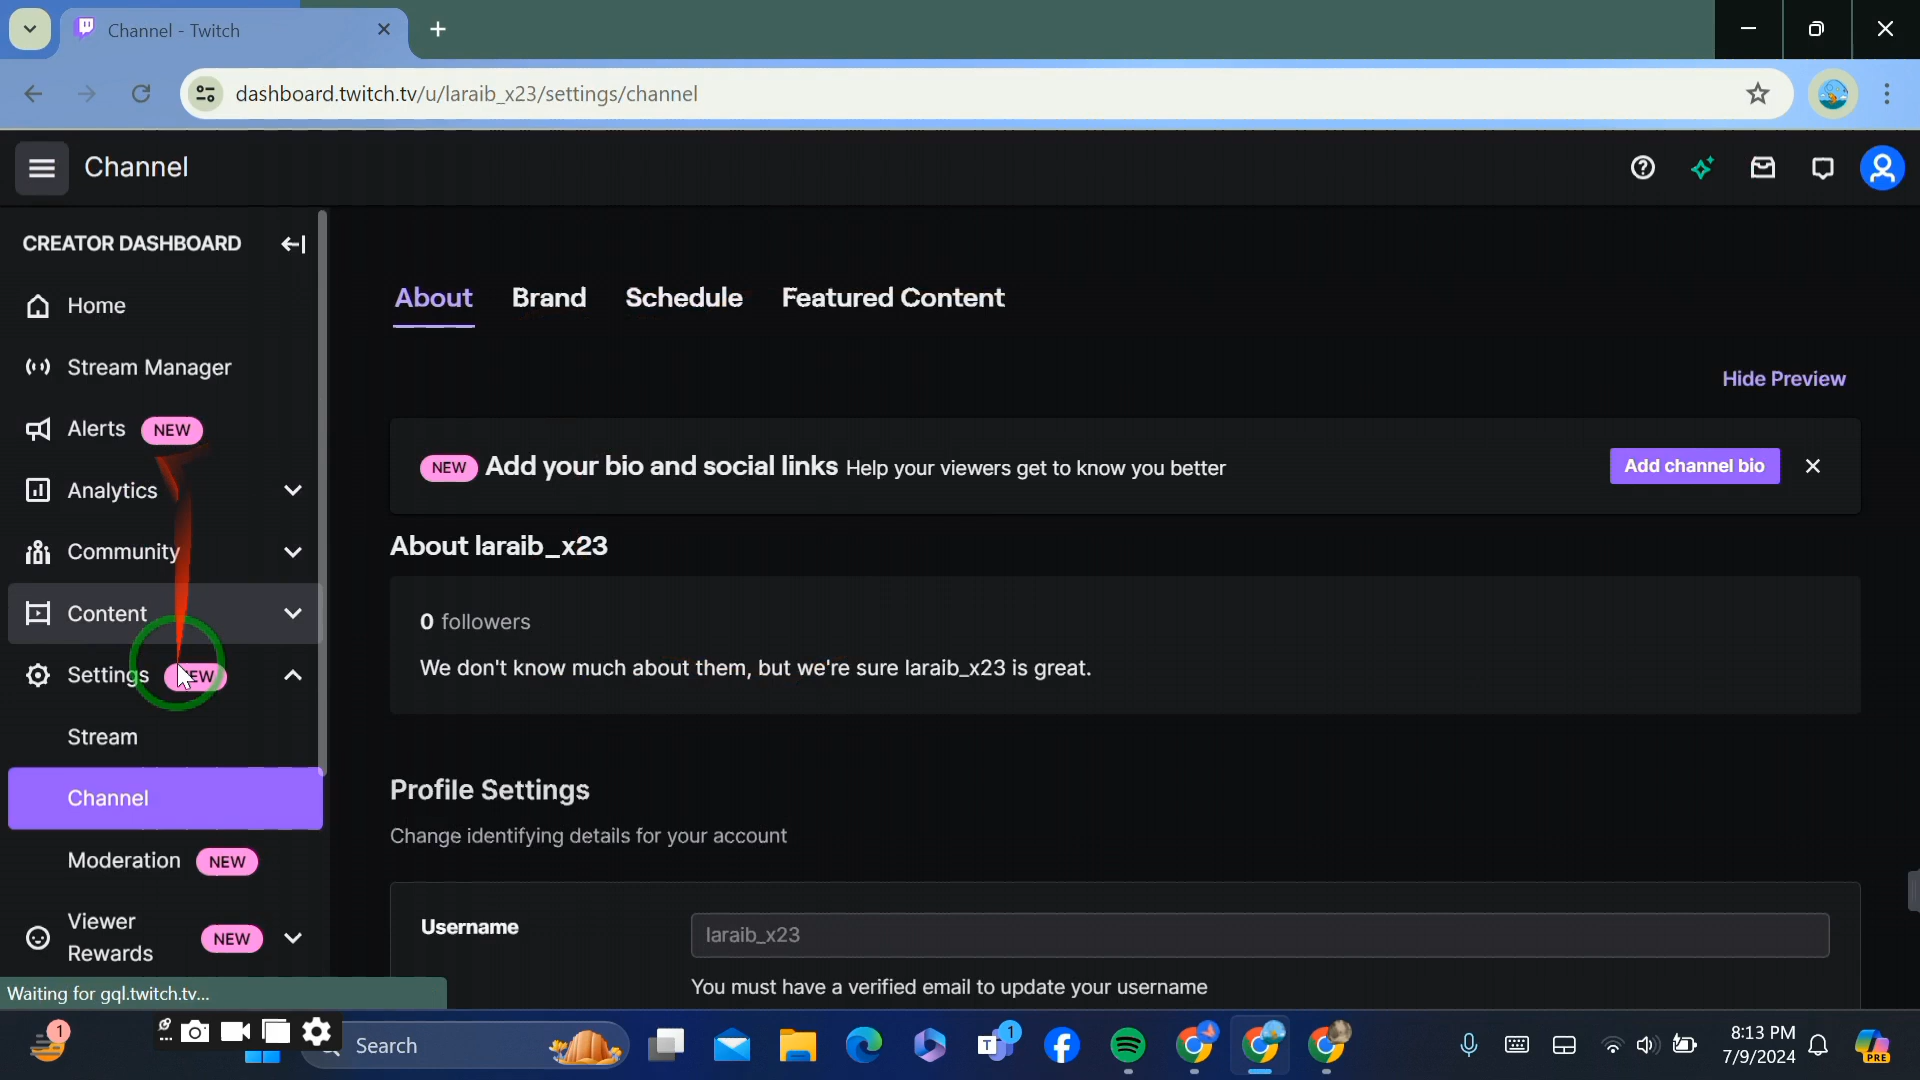 Channel - Twitch
dashboard.twitch.tv/u/laraib_x23/settings/channel
Channel
CREATOR DASHBOARD
Home
Stream Manager
Alerts NEW
Analytics
Community
Content
Settings
Stream
Channel
Moderation NEW
Viewer
Rewards NEW
About Brand Schedule Featured Content
Hide Preview
NEW Add your bio and social links Help your viewers get to know you better
Add channel bio
About laraib_x23
0 followers
We don't know much about them, but we're sure laraib_x23 is great.
Profile Settings
Change identifying details for your account
Username
laraib_x23
You must have a verified email to update your username
Waiting for gql.twitch.tv...
1
Search
T
1
8:13 PM
7/9/2024
PRE